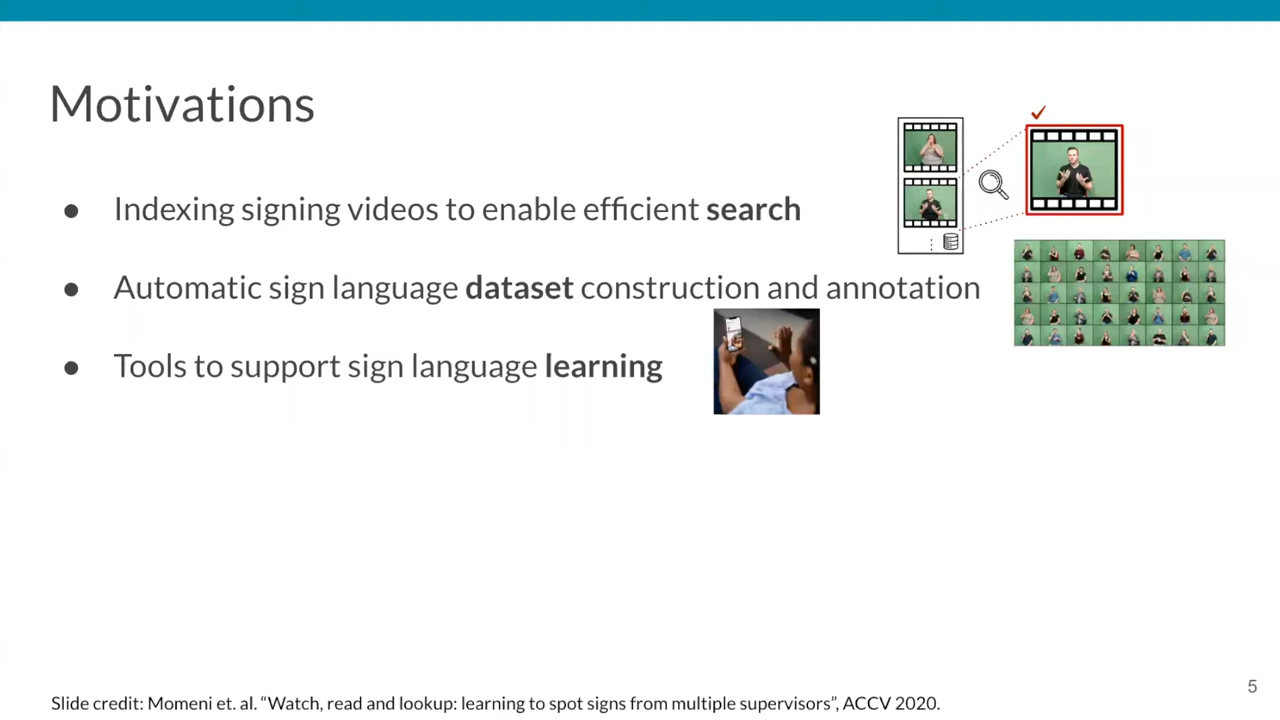 Motivations
● Indexing signing videos to enable efficient search
● Automatic sign language dataset construction and annotation
● Tools to support sign language learning
Slide credit: Momeni et. al. “Watch, read and lookup: learning to spot signs from multiple supervisors”, ACCV 2020.
5